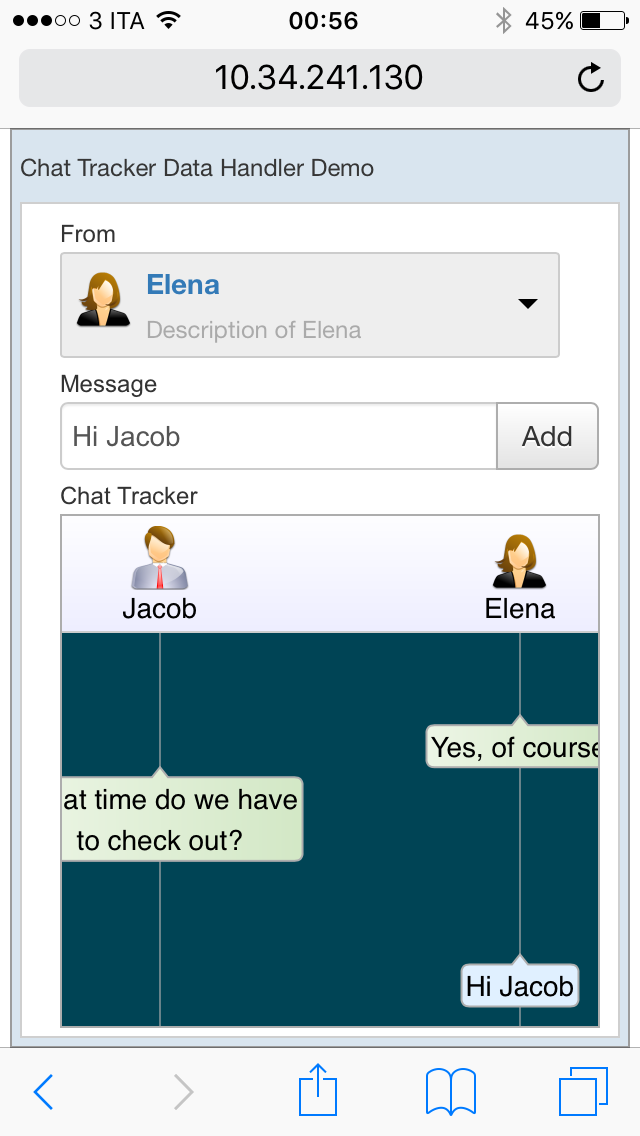 3 ITA 00:56 45%
10.34.241.130
Chat Tracker Data Handler Demo
From
Elena
Description of Elena
Message
Hi Jacob Add
Chat Tracker
Jacob Elena
Yes, of course
at time do we have
to check out?
Hi Jacob